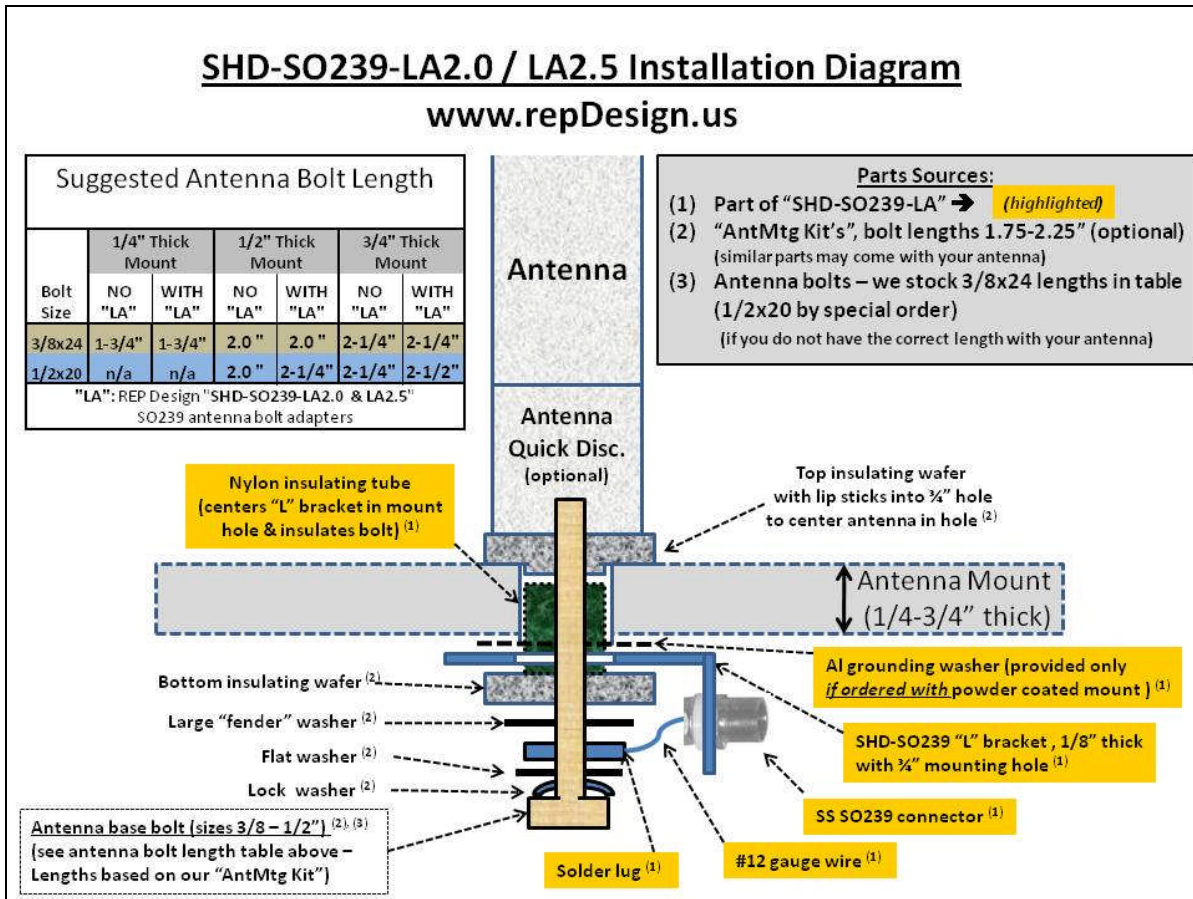 SHD-SO239-LA2.0 / LA2.5 Installation Diagram
www.repDesign.us
Suggested Antenna Bolt Length
1/4" Thick Mount 1/2" Thick Mount 3/4" Thick Mount
Bolt Size NO "LA" WITH "LA" NO "LA" WITH "LA" NO "LA" WITH "LA"
3/8x24 1-3/4" 1-3/4" 2.0 " 2.0 " 2-1/4" 2-1/4"
1/2x20 n/a n/a 2.0 " 2-1/4" 2-1/4" 2-1/2"
"LA": REP Design "SHD-SO239-LA2.0 & LA2.5"
SO239 antenna bolt adapters
Parts Sources:
(1) Part of “SHD-SO239-LA” ➔ (highlighted)
(2) “AntMtg Kit’s”, bolt lengths 1.75-2.25” (optional)
(similar parts may come with your antenna)
(3) Antenna bolts – we stock 3/8x24 lengths in table
(1/2x20 by special order)
(if you do not have the correct length with your antenna)
Antenna
Antenna
Quick Disc.
(optional)
Nylon insulating tube
(centers “L” bracket in mount
hole & insulates bolt) (1)
Top insulating wafer
with lip sticks into ¾” hole
to center antenna in hole (2)
Antenna Mount
(1/4-3/4” thick)
Al grounding washer (provided only
if ordered with powder coated mount ) (1)
Bottom insulating wafer (2)
Large “fender” washer (2)
Flat washer (2)
Lock washer (2)
SHD-SO239 “L” bracket , 1/8” thick
with ¾” mounting hole (1)
SS SO239 connector (1)
Antenna base bolt (sizes 3/8 – 1/2”) (2), (3)
(see antenna bolt length table above –
Lengths based on our “AntMtg Kit”)
Solder lug (1)
#12 gauge wire (1)